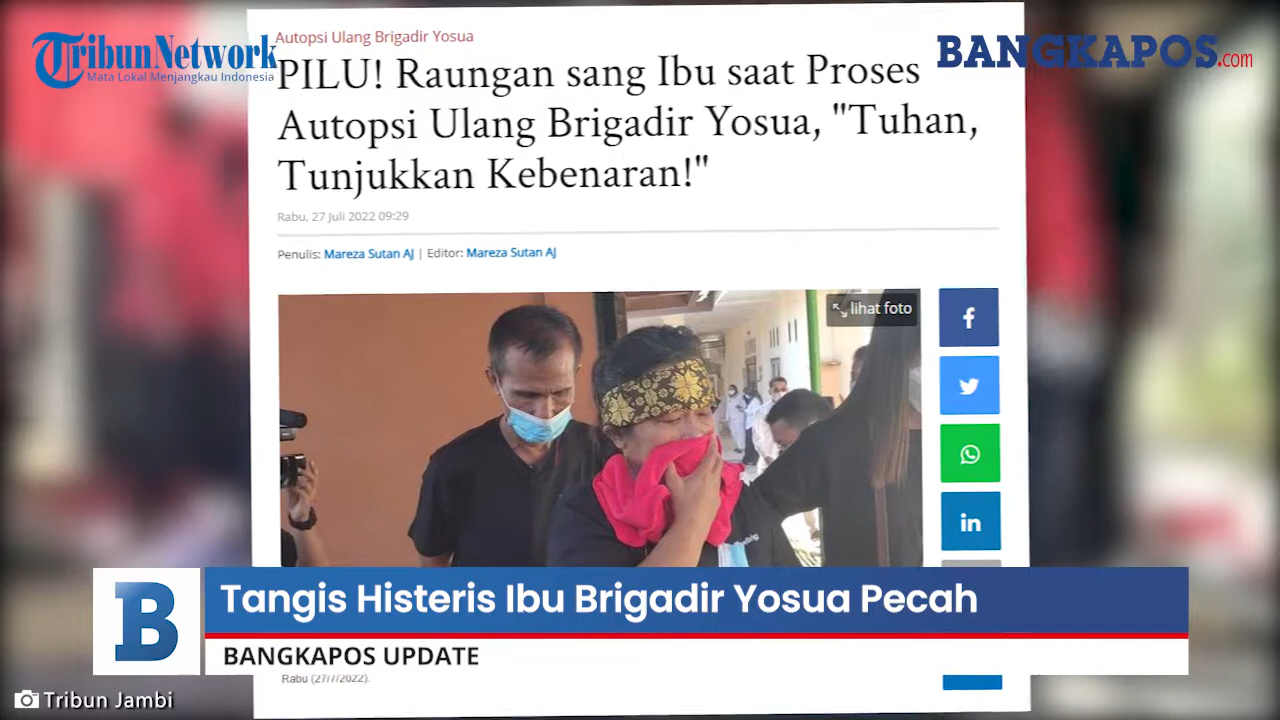 TribunNetwork
Mata Lokal Menjangkau Indonesia
BANGKAPOS.com
Autopsi Ulang Brigadir Yosua
PILU! Raungan sang Ibu saat Proses
Autopsi Ulang Brigadir Yosua, "Tuhan,
Tunjukkan Kebenaran!"
Rabu, 27 Juli 2022 09:29
Penulis: Mareza Sutan AJ | Editor: Mareza Sutan AJ
lihat foto
f
in
B
Tangis Histeris Ibu Brigadir Yosua Pecah
BANGKAPOS UPDATE
Rabu (27/7/2022).
Tribun Jambi